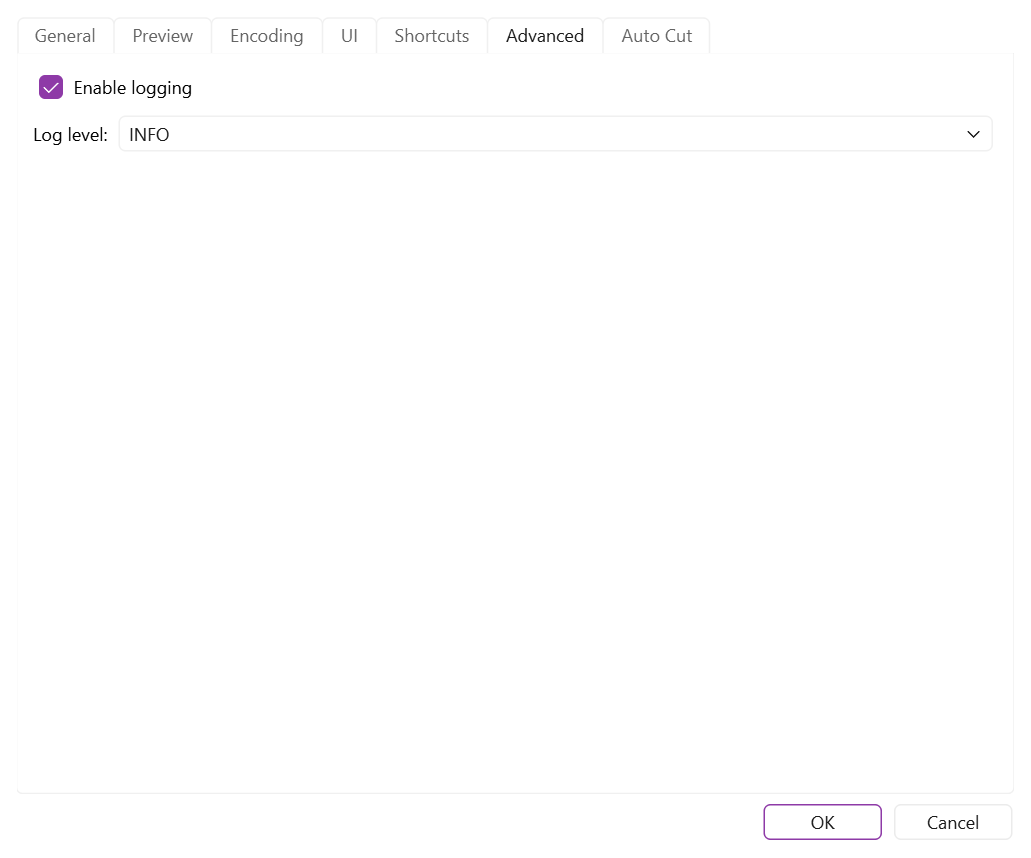 General Preview Encoding UI Shortcuts Advanced Auto Cut
Enable logging
Log level: INFO
OK Cancel